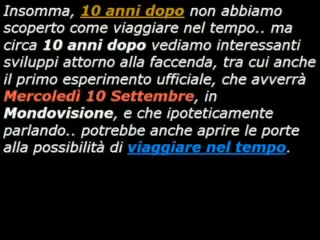 Insomma, 10 anni dopo non abbiamo
scoperto come viaggiare nel tempo.. ma
circa 10 anni dopo vediamo interessanti
sviluppi attorno alla faccenda, tra cui anche
il primo esperimento ufficiale, che avverrà
Mercoledì 10 Settembre, in
Mondovisione, e che ipoteticamente
parlando.. potrebbe anche aprire le porte
alla possibilità di viaggiare nel tempo.